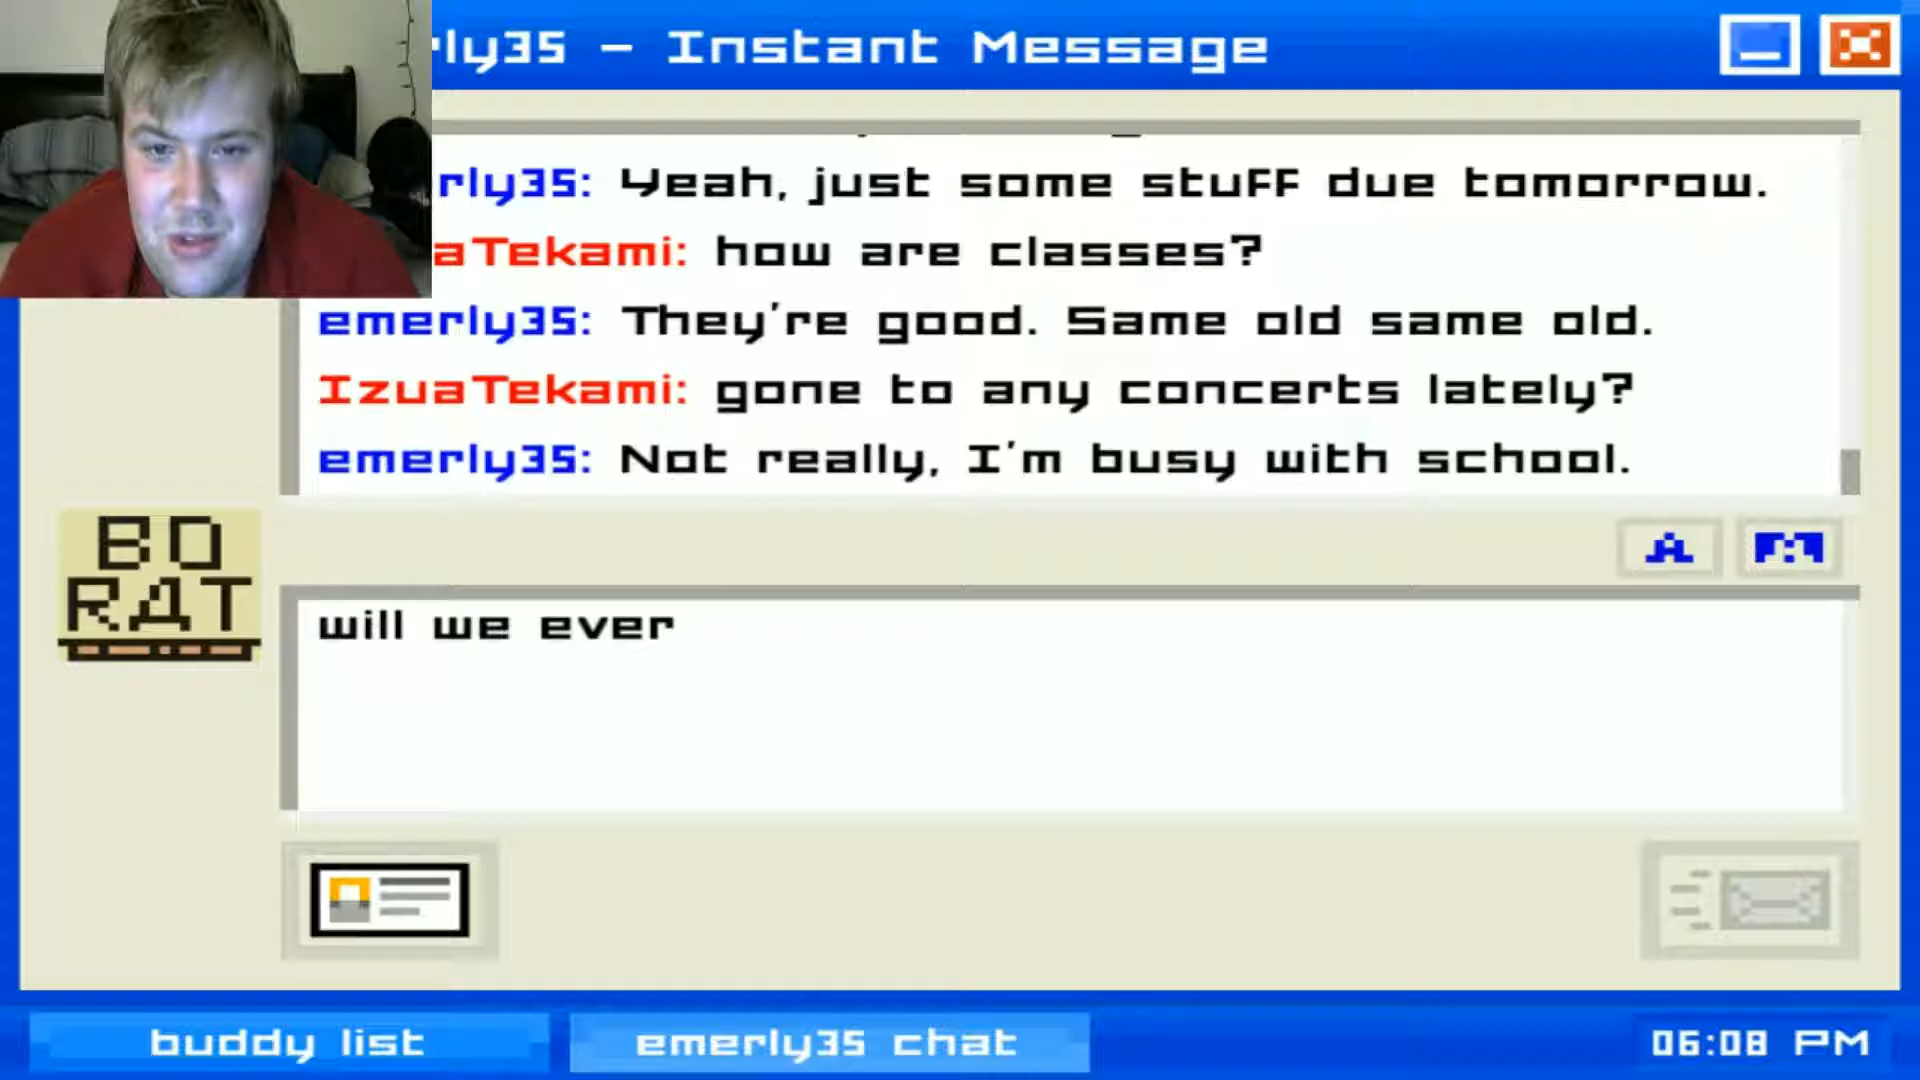 rly35 - Instant Message
rly35: Yeah, just some stuff due tomorrow.
aTekami: how are classes?
emerly35: They're good. Same old same old.
IzuaTekami: gone to any concerts lately?
emerly35: Not really, I'm busy with school.
BO
RAT
A
will we ever
buddy list
emerly35 chat
06:08 PM